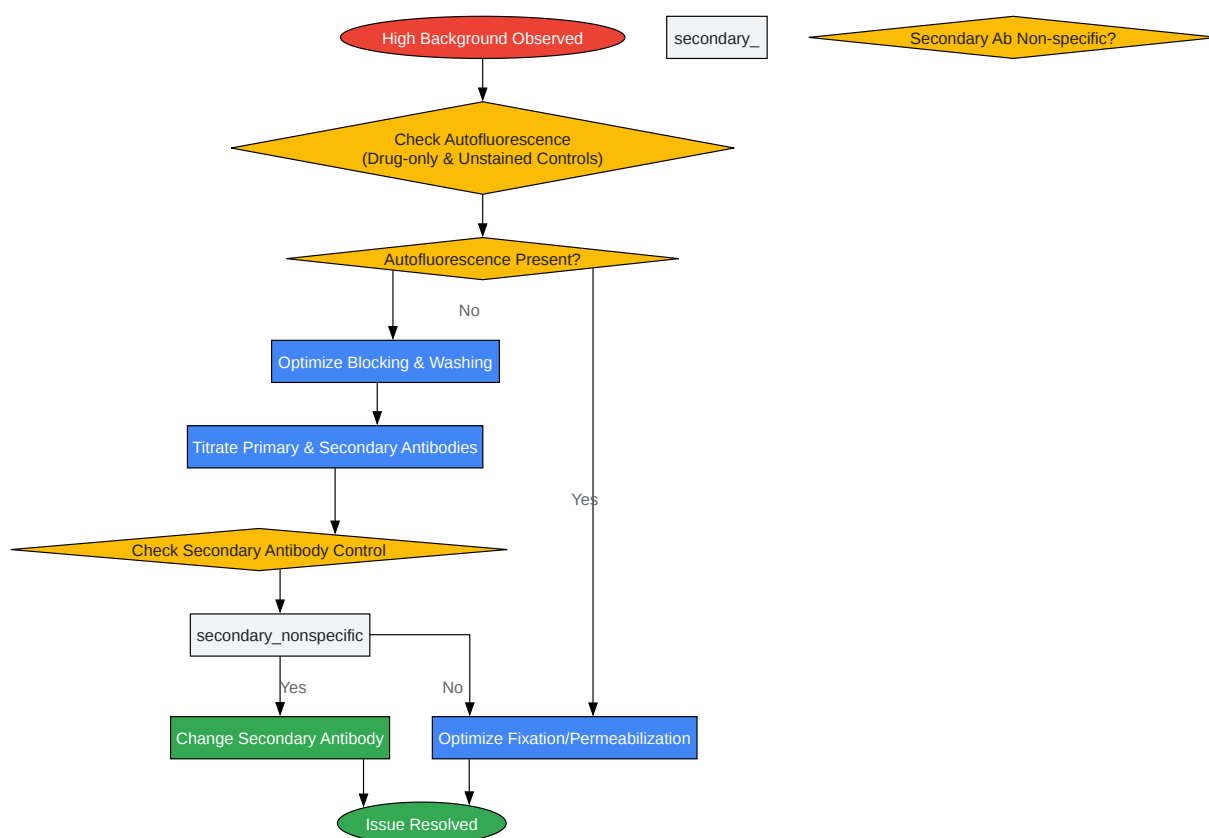 High Background Observed
secondary_
Secondary Ab Non-specific?
Check Autofluorescence
(Drug-only & Unstained Controls)
Autofluorescence Present?
No
Optimize Blocking & Washing
Titrate Primary & Secondary Antibodies
Yes
Check Secondary Antibody Control
secondary_nonspecific
Yes
No
Change Secondary Antibody
Optimize Fixation/Permeabilization
Issue Resolved